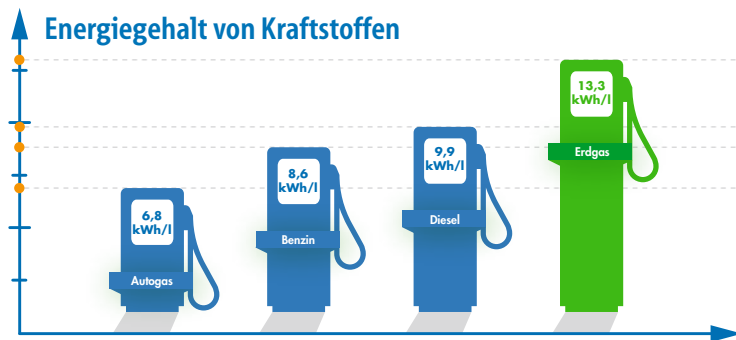 Energiegehalt von Kraftstoffen
13,3
kWh/l
Erdgas
9,9
kWh/l
Diesel
8,6
kWh/l
Benzin
6,8
kWh/l
Autogas